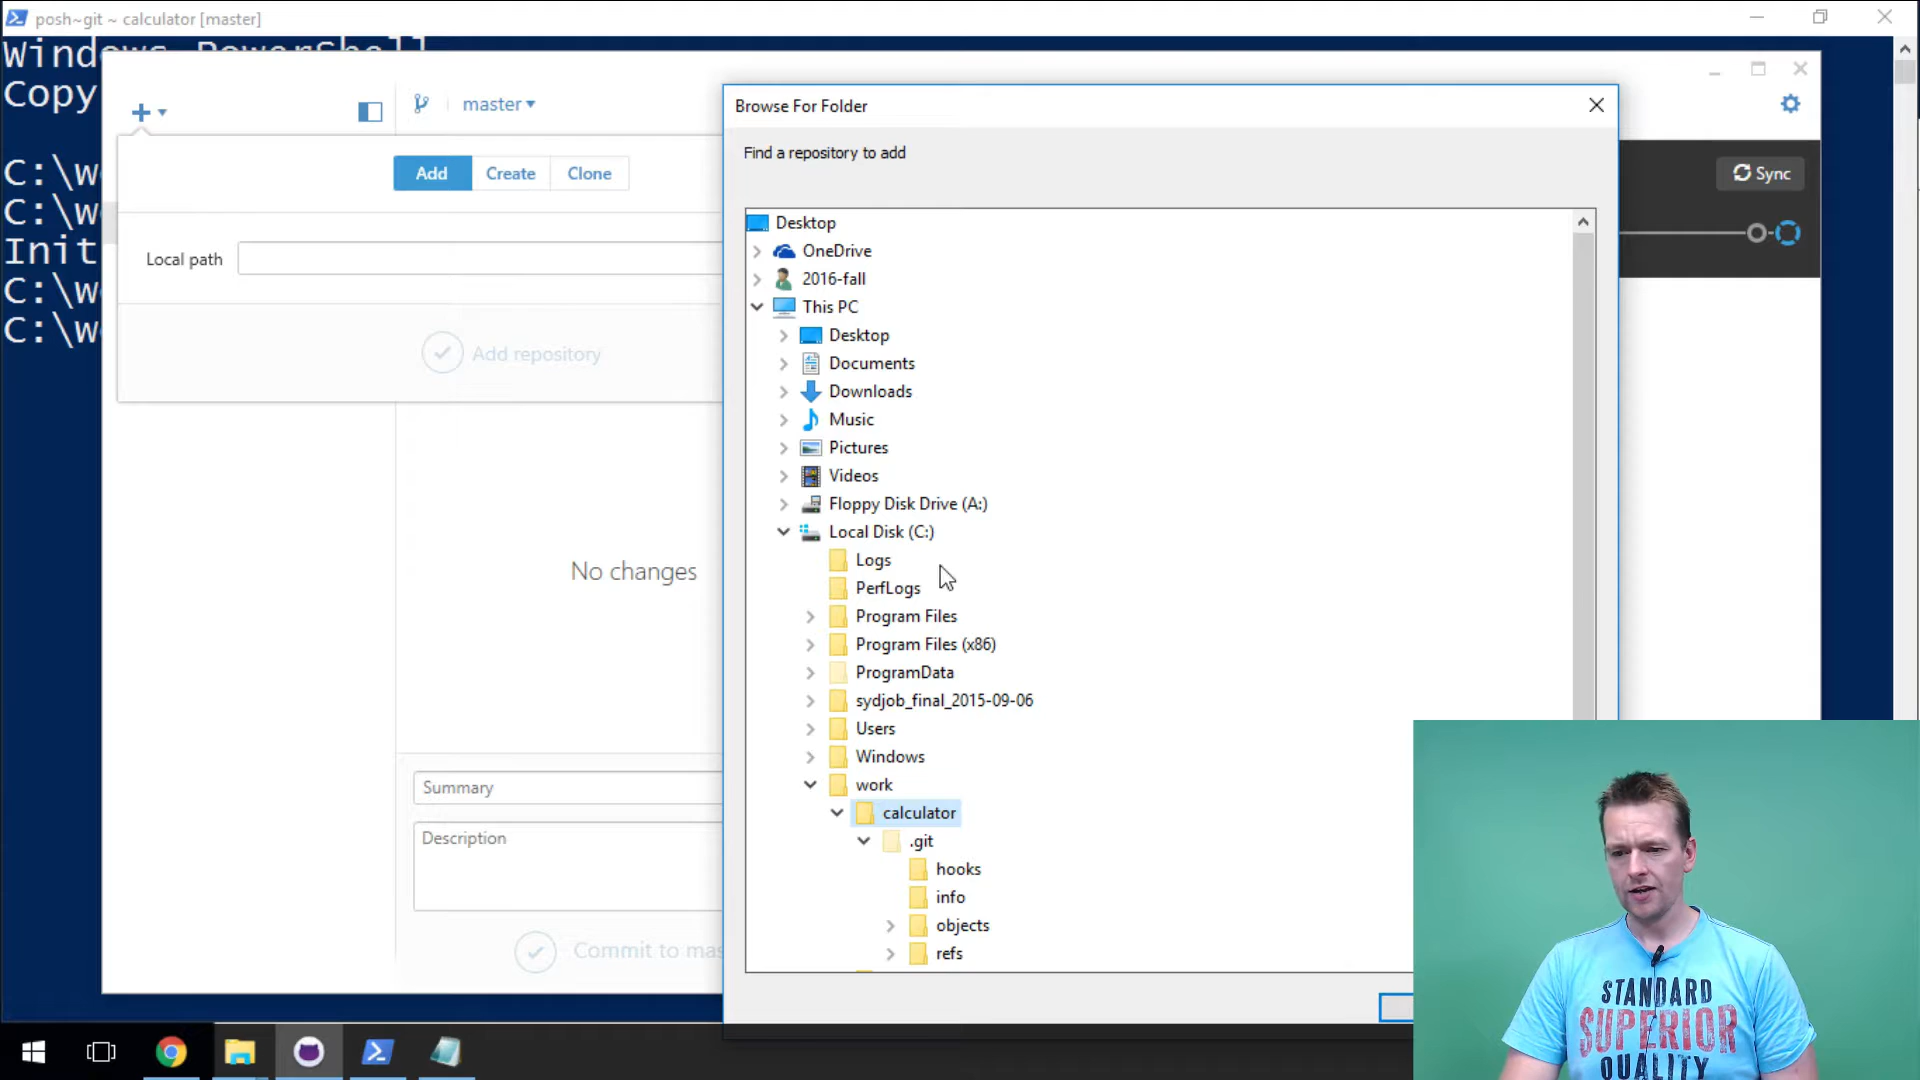 posh~git ~ calculator [master]
Windows PowerShell
Copy
C:\w
C:\w
Init
C:\w
C:\w
master
Add
Create
Clone
Local path
Add repository
No changes
Summary
Description
Commit to mas
Sync
Browse For Folder
Find a repository to add
Desktop
OneDrive
2016-fall
This PC
Desktop
Documents
Downloads
Music
Pictures
Videos
Floppy Disk Drive (A:)
Local Disk (C:)
Logs
PerfLogs
Program Files
Program Files (x86)
ProgramData
sydjob_final_2015-09-06
Users
Windows
work
calculator
.git
hooks
info
objects
refs
STANDARD
SUPERIOR
QUALITY